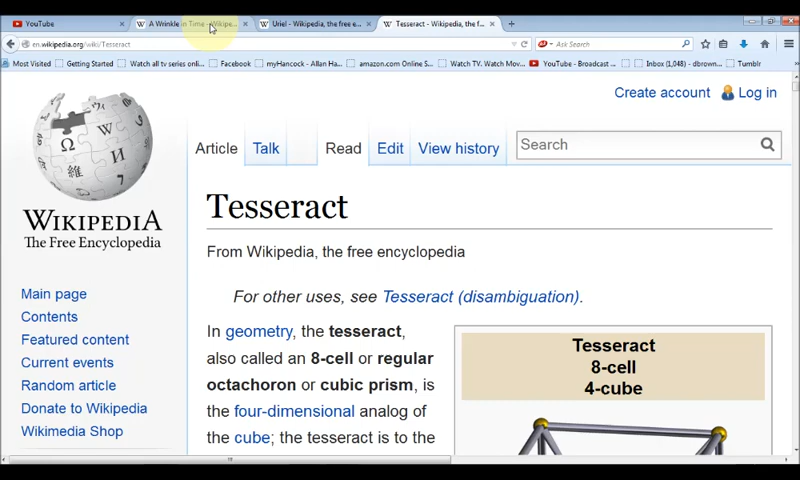 YouTube
A Wrinkle in Time - Wikipe...
Uriel - Wikipedia, the free e...
Tesseract - Wikipedia, the f...
en.wikipedia.org/wiki/Tesseract
Ask Search
Most Visited
Getting Started
Watch all tv series onli...
Facebook
myHancock - Allan Ha...
amazon.com Online S...
Watch TV. Watch Mov...
YouTube - Broadcast ...
Inbox (1,048) - dbrown...
Tumblr
Create account
Log in
Article
Talk
Read
Edit
View history
Search
WIKIPEDIA
The Free Encyclopedia
Main page
Contents
Featured content
Current events
Random article
Donate to Wikipedia
Wikimedia Shop
Tesseract
From Wikipedia, the free encyclopedia
For other uses, see Tesseract (disambiguation).
In geometry, the tesseract,
also called an 8-cell or regular
octachoron or cubic prism, is
the four-dimensional analog of
the cube; the tesseract is to the
Tesseract
8-cell
4-cube